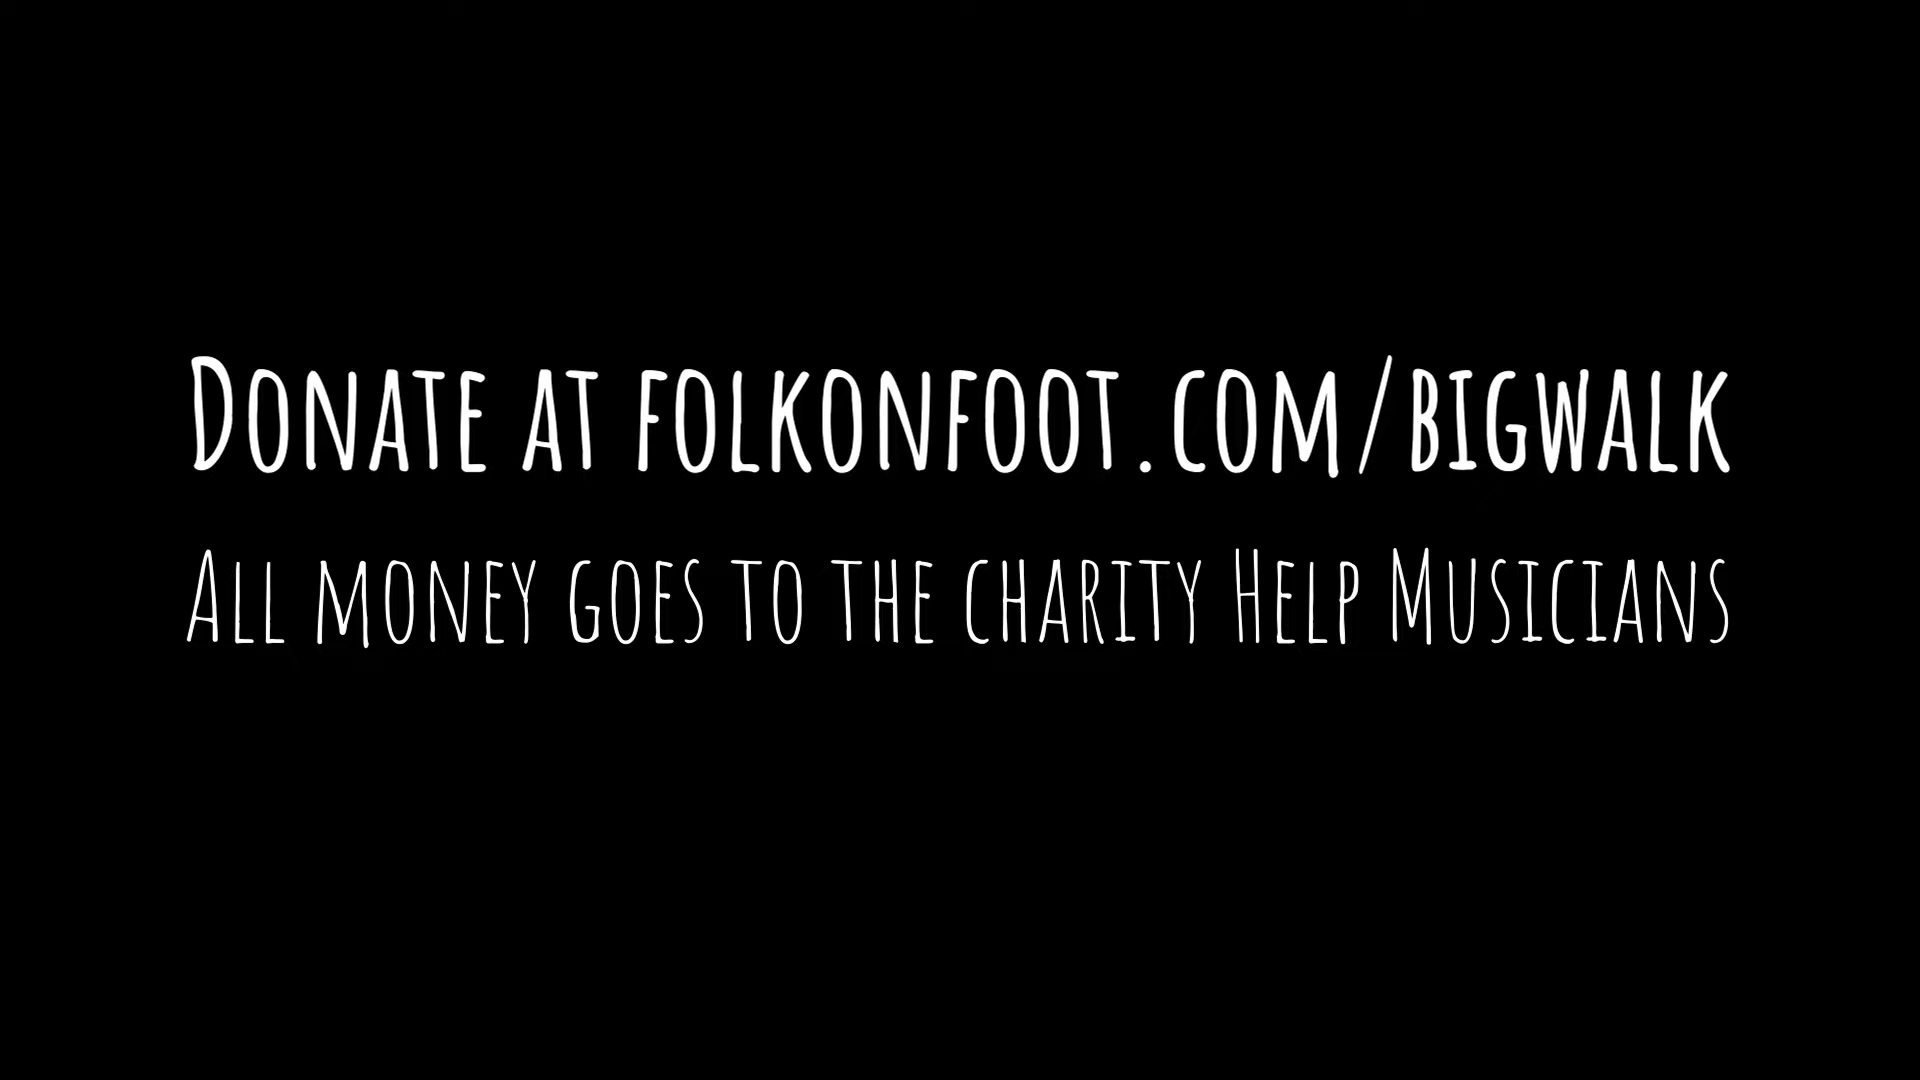 Donate at folkonfoot.com/bigwalk
All money goes to the charity Help Musicians